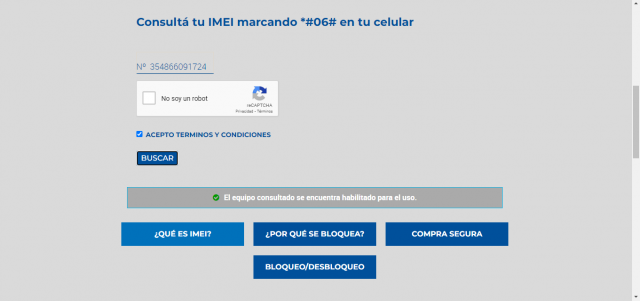 Consultá tu IMEI marcando *#06# en tu celular
Nº 354866091724
No soy un robot
reCAPTCHA
Privacidad - Términos
ACEPTO TERMINOS Y CONDICIONES
BUSCAR
El equipo consultado se encuentra habilitado para el uso.
¿QUÉ ES IMEI?
¿POR QUÉ SE BLOQUEA?
COMPRA SEGURA
BLOQUEO/DESBLOQUEO